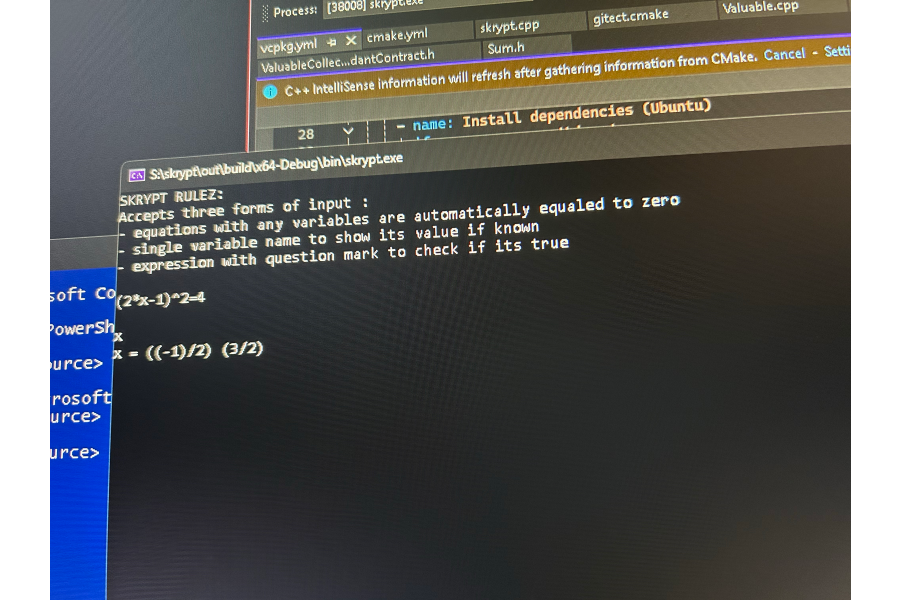 Process: [38008] skrypt.exe
vcpkg.yml cmake.yml skrypt.cpp gitect.cmake Valuable.cpp
ValuableCollec...dantContract.h Sum.h
C++ IntelliSense information will refresh after gathering information from CMake. Cancel - Setti
28 - name: Install dependencies (Ubuntu)
S:\skrypt\out\build\x64-Debug\bin\skrypt.exe
SKRYPT RULEZ:
Accepts three forms of input :
- equations with any variables are automatically equaled to zero
- single variable name to show its value if known
- expression with question mark to check if its true
(2*x-1)^2=4
x
x = ((-1)/2) (3/2)
soft Co
PowerSh
urce>
rosoft
urce>
urce>